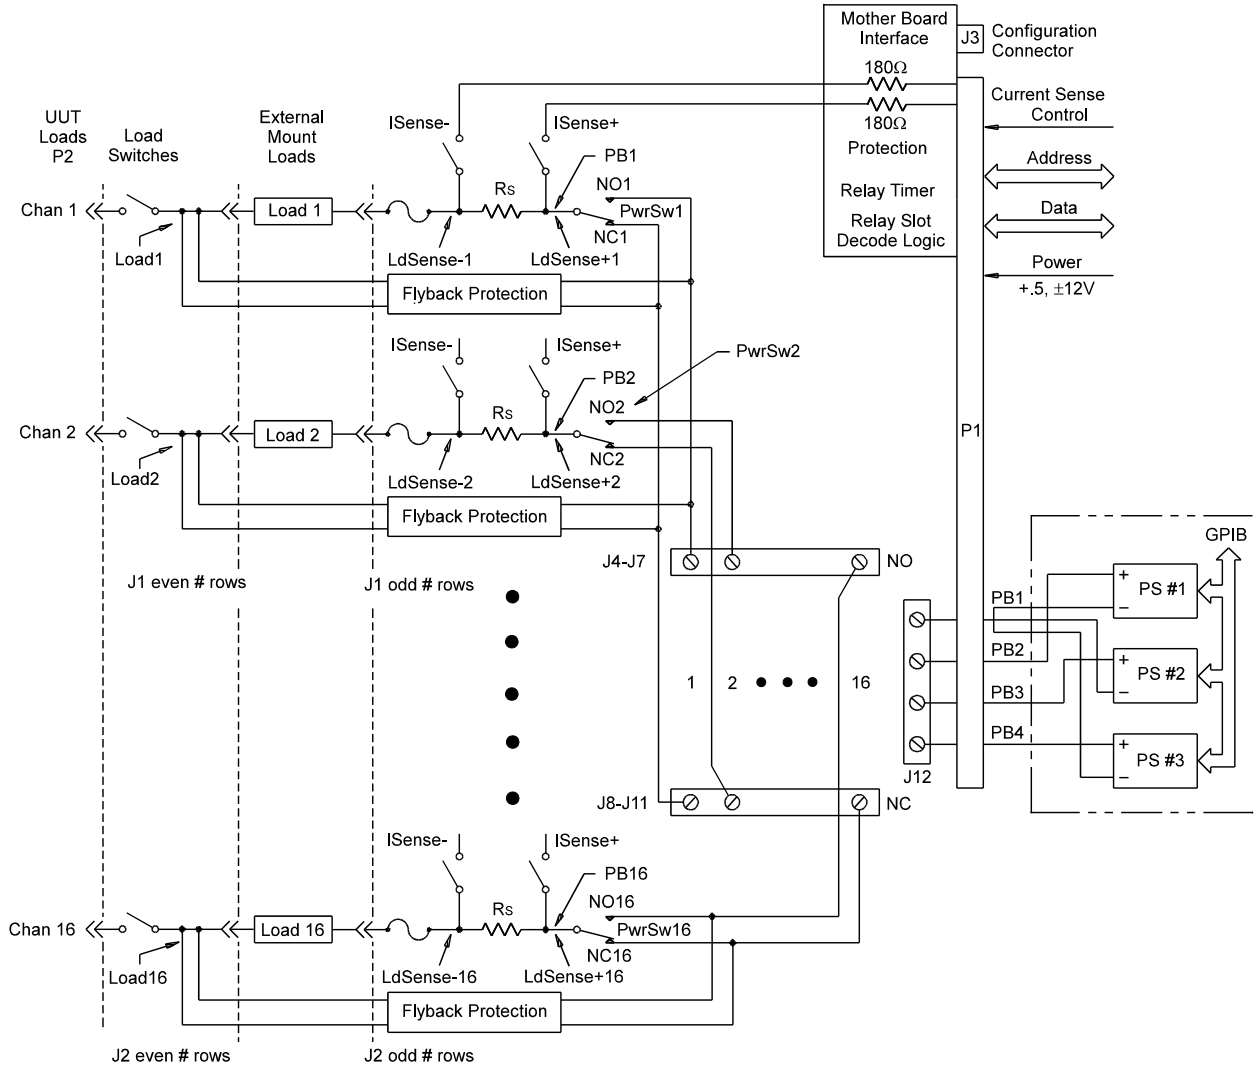 Mother Board
Interface
J3
Configuration
Connector
180Ω
180Ω
Protection
Relay Timer
Relay Slot
Decode Logic
Current Sense
Control
Address
Data
Power
+.5, ±12V
P1
UUT
Loads
P2
Load
Switches
External
Mount
Loads
ISense-
ISense+
PB1
NO1
PwrSw1
NC1
Rs
Chan 1
Load 1
Load1
LdSense-1
LdSense+1
Flyback Protection
ISense-
ISense+
PwrSw2
PB2
NO2
NC2
Rs
Chan 2
Load 2
Load2
LdSense-2
LdSense+2
Flyback Protection
J1 even # rows
J1 odd # rows
J4-J7
NO
1
2
16
J8-J11
NC
J12
PB1
PB2
PB3
PB4
GPIB
+
PS #1
–
+
PS #2
–
+
PS #3
–
ISense-
ISense+
PB16
NO16
PwrSw16
NC16
Rs
Chan 16
Load 16
Load16
LdSense-16
LdSense+16
Flyback Protection
J2 even # rows
J2 odd # rows